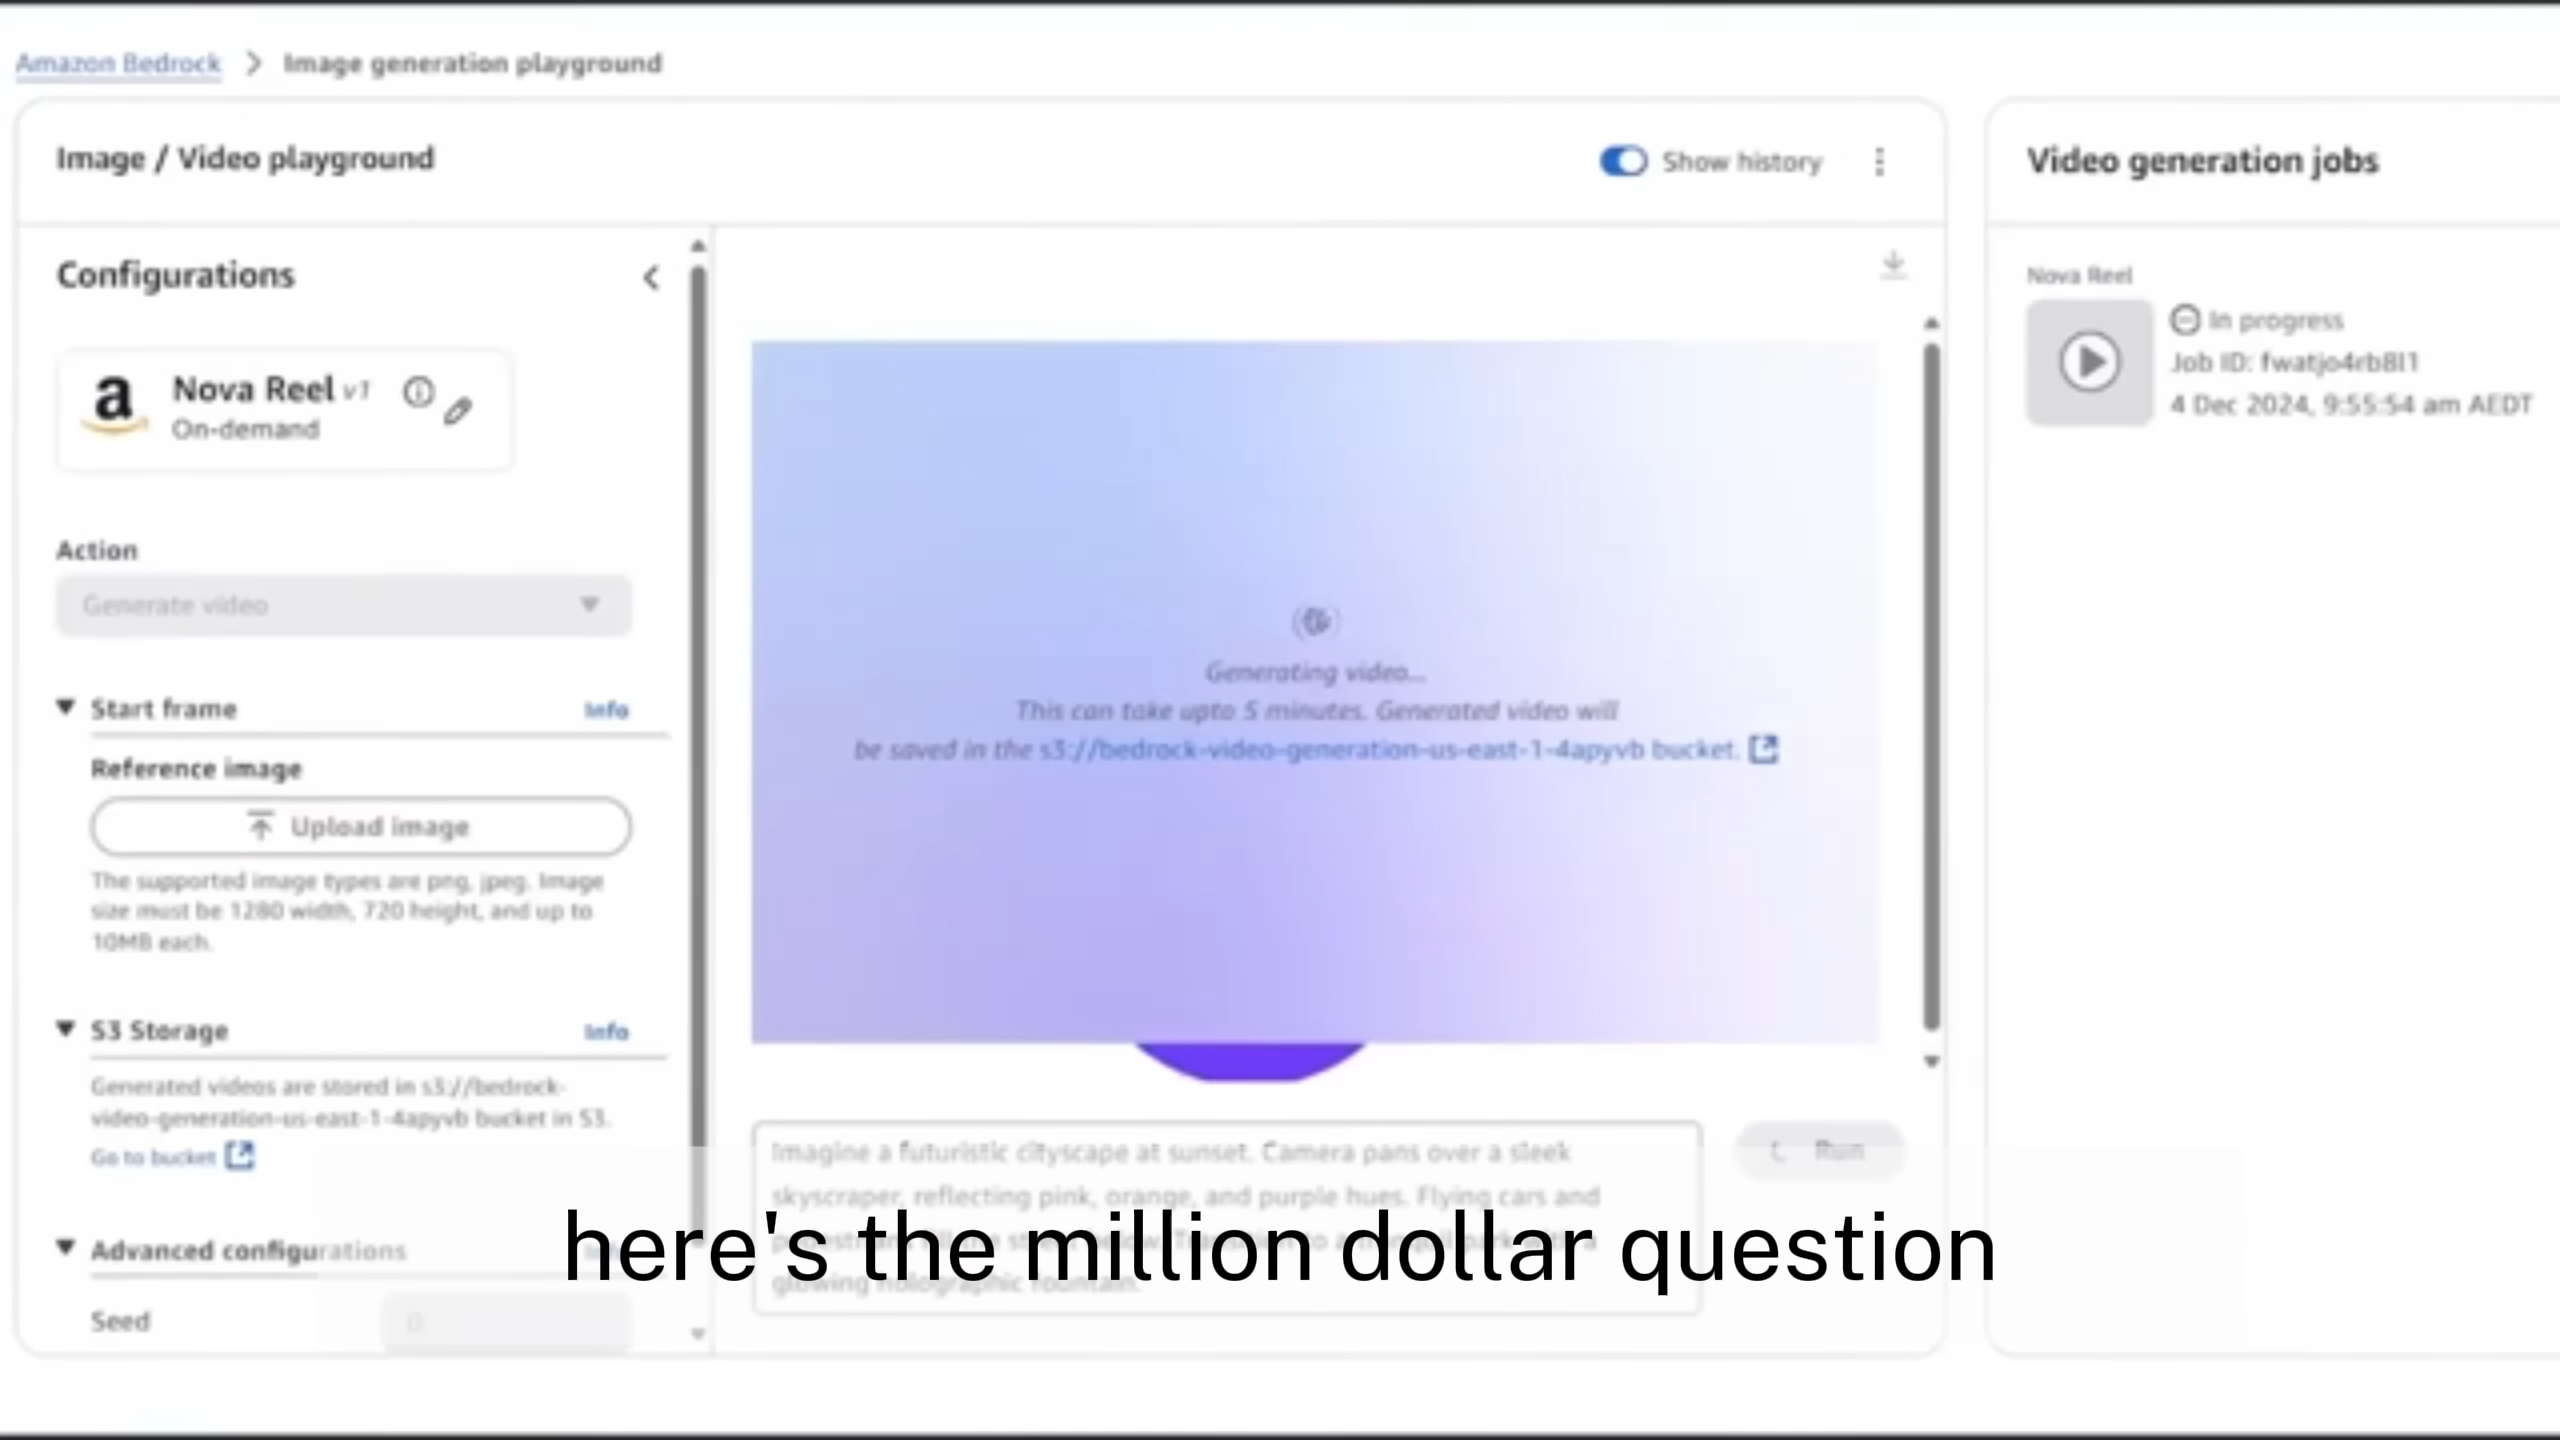 Amazon Bedrock > Image generation playground
Image / Video playground
Show history
Configurations
a Nova Reel v1
On-demand
Action
Generate video
Start frame Info
Reference image
Upload image
The supported image types are png, jpeg. Image
size must be 1280 width, 720 height, and up to
10MB each.
S3 Storage Info
Generated videos are stored in s3://bedrock-
video-generation-us-east-1-4apyvb bucket in S3.
Go to bucket
Advanced configurations
Seed 0
Generating video...
This can take upto 5 minutes. Generated video will
be saved in the s3://bedrock-video-generation-us-east-1-4apyvb bucket.
Imagine a futuristic cityscape at sunset. Camera pans over a sleek
skyscraper, reflecting pink, orange, and purple hues. Flying cars and
glowing holographic fountain.
Run
Video generation jobs
Nova Reel
In progress
Job ID: fwatjo4rb8l1
4 Dec 2024, 9:55:54 am AEDT
here's the million dollar question